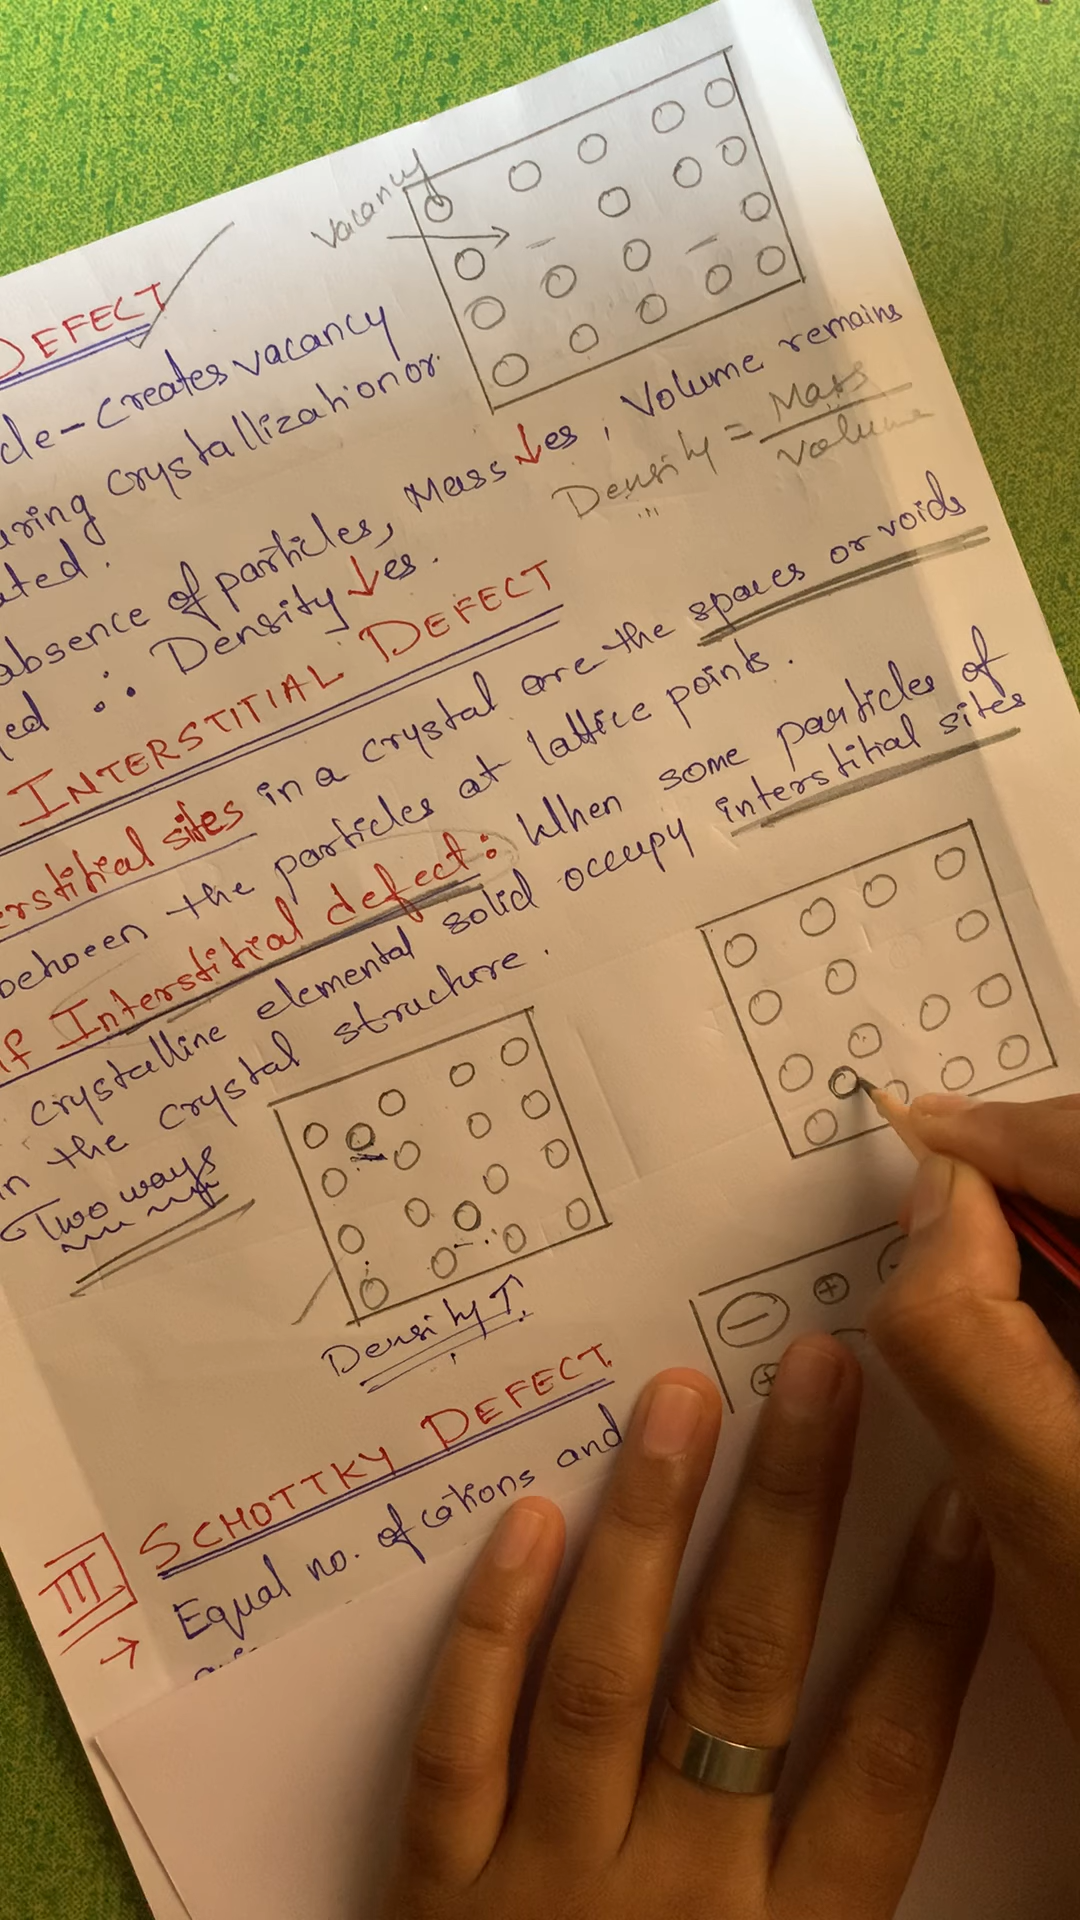 Vacancy
DEFECT
cle-creates vacancy
uring crystallization or
ated.
absence of particles, Mass ↓es, Volume remains
ed ∴ Density ↓es.
Density = Mass
Volume
INTERSTITIAL DEFECT
erstitial sites in a crystal are the spaces or voids
between the particles at lattice points.
If Interstitial defect: When some particles of
crystalline elemental solid occupy interstitial sites
in the crystal structure.
Two ways
Density ↑.
− +
+
III SCHOTTKY DEFECT
→ Equal no. of cations and